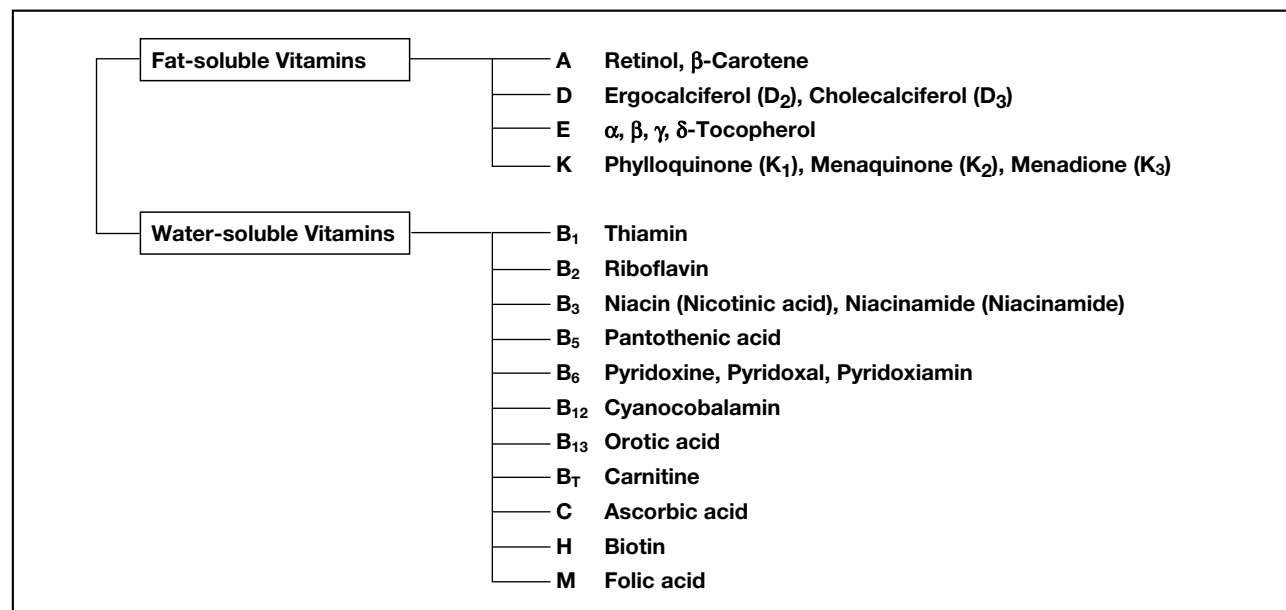 Fat-soluble Vitamins
A Retinol, β-Carotene
D Ergocalciferol (D₂), Cholecalciferol (D₃)
E α, β, γ, δ-Tocopherol
K Phylloquinone (K₁), Menaquinone (K₂), Menadione (K₃)
Water-soluble Vitamins
B₁ Thiamin
B₂ Riboflavin
B₃ Niacin (Nicotinic acid), Niacinamide (Niacinamide)
B₅ Pantothenic acid
B₆ Pyridoxine, Pyridoxal, Pyridoxiamin
B₁₂ Cyanocobalamin
B₁₃ Orotic acid
B_T Carnitine
C Ascorbic acid
H Biotin
M Folic acid